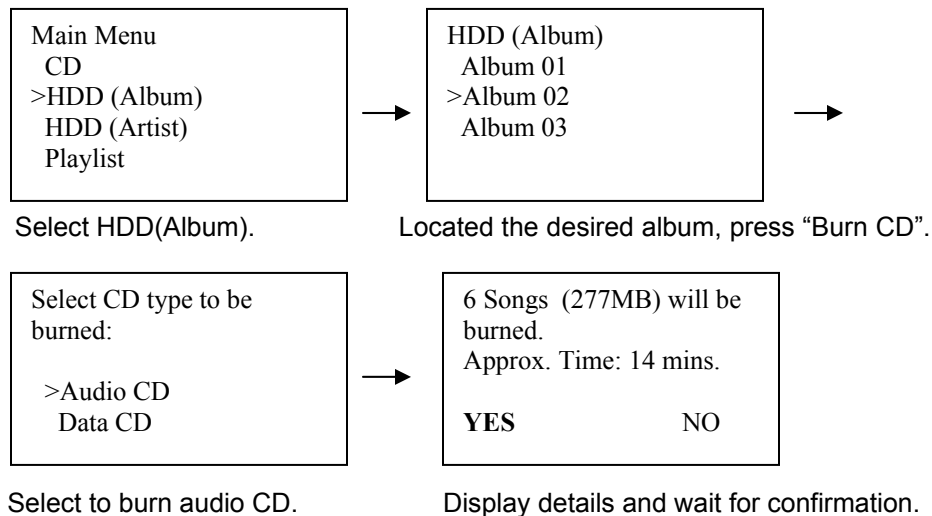 Main Menu
CD
>HDD (Album)
HDD (Artist)
Playlist
Select HDD(Album).
HDD (Album)
Album 01
>Album 02
Album 03
Located the desired album, press “Burn CD”.
Select CD type to be
burned:
>Audio CD
Data CD
Select to burn audio CD.
6 Songs (277MB) will be
burned.
Approx. Time: 14 mins.
YES NO
Display details and wait for confirmation.